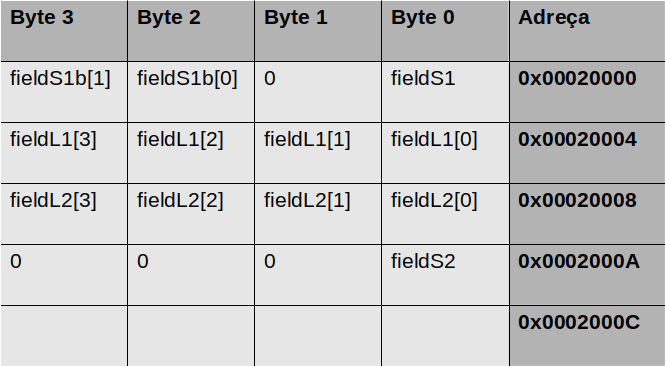 Byte 3 Byte 2 Byte 1 Byte 0 Adreça
fieldS1b[1] fieldS1b[0] 0 fieldS1 0x00020000
fieldL1[3] fieldL1[2] fieldL1[1] fieldL1[0] 0x00020004
fieldL2[3] fieldL2[2] fieldL2[1] fieldL2[0] 0x00020008
0 0 0 fieldS2 0x0002000A
0x0002000C